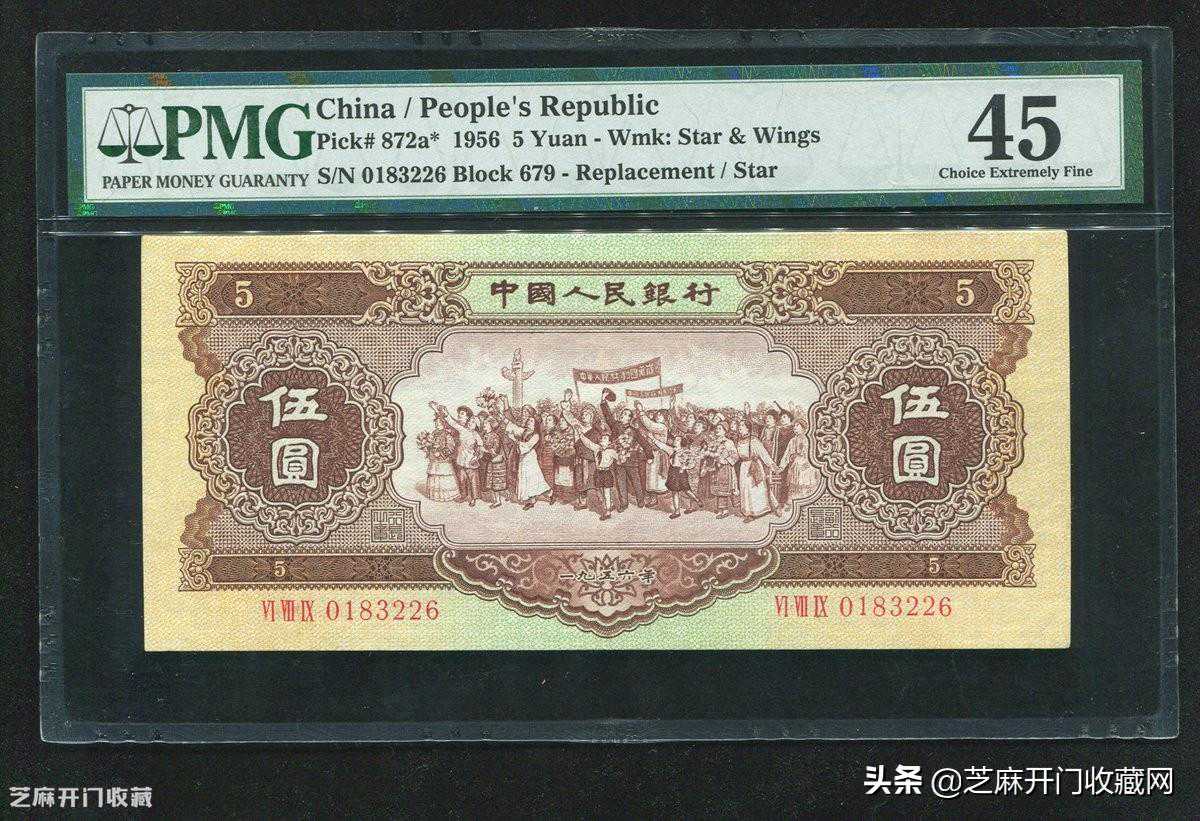 PMG
PAPER MONEY GUARANTY
China / People's Republic
Pick# 872a* 1956 5 Yuan - Wmk: Star & Wings
S/N 0183226 Block 679 - Replacement / Star
45
Choice Extremely Fine
5 中國人民銀行 5
伍圓 伍圓
5 一九五六年 5
Ⅵ Ⅶ Ⅸ 0183226 Ⅵ Ⅶ Ⅸ 0183226
芝麻开门收藏
头条 @芝麻开门收藏网